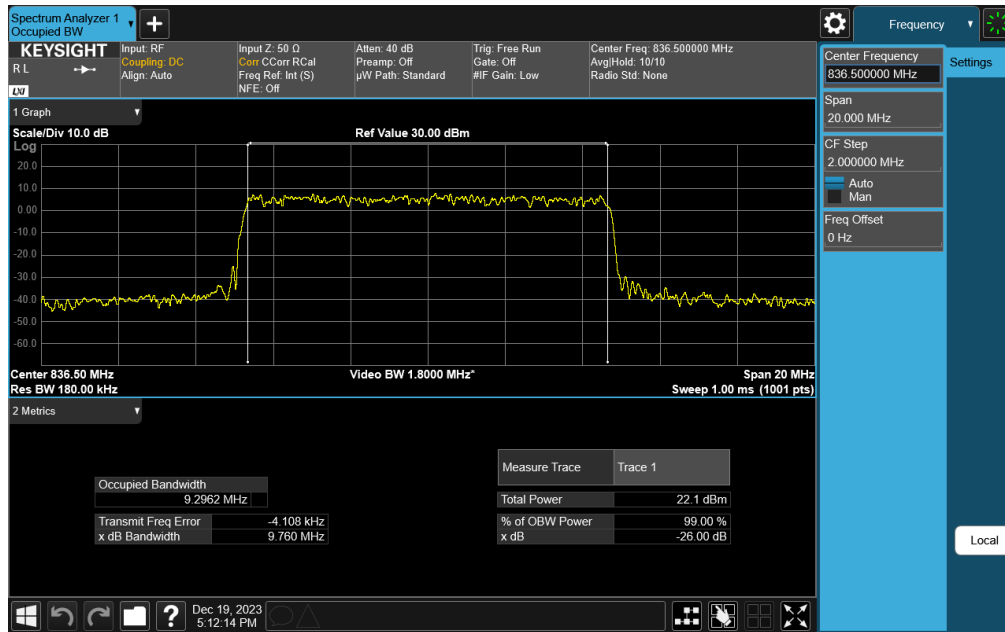 Spectrum Analyzer 1
Occupied BW
Frequency
KEYSIGHT
R L
LXI
Input: RF
Coupling: DC
Align: Auto
Input Z: 50 Ω
Corr CCorr RCal
Freq Ref: Int (S)
NFE: Off
Atten: 40 dB
Preamp: Off
µW Path: Standard
Trig: Free Run
Gate: Off
#IF Gain: Low
Center Freq: 836.500000 MHz
Avg|Hold: 10/10
Radio Std: None
Center Frequency
836.500000 MHz
Settings
Span
20.000 MHz
CF Step
2.000000 MHz
Auto
Man
Freq Offset
0 Hz
1 Graph
Scale/Div 10.0 dB
Ref Value 30.00 dBm
Log
20.0
10.0
0.00
-10.0
-20.0
-30.0
-40.0
-50.0
-60.0
Center 836.50 MHz
Video BW 1.8000 MHz*
Span 20 MHz
Res BW 180.00 kHz
Sweep 1.00 ms (1001 pts)
2 Metrics
Measure Trace Trace 1
Occupied Bandwidth
9.2962 MHz
Total Power 22.1 dBm
Transmit Freq Error -4.108 kHz
% of OBW Power 99.00 %
x dB Bandwidth 9.760 MHz
x dB -26.00 dB
Local
?
Dec 19, 2023
5:12:14 PM